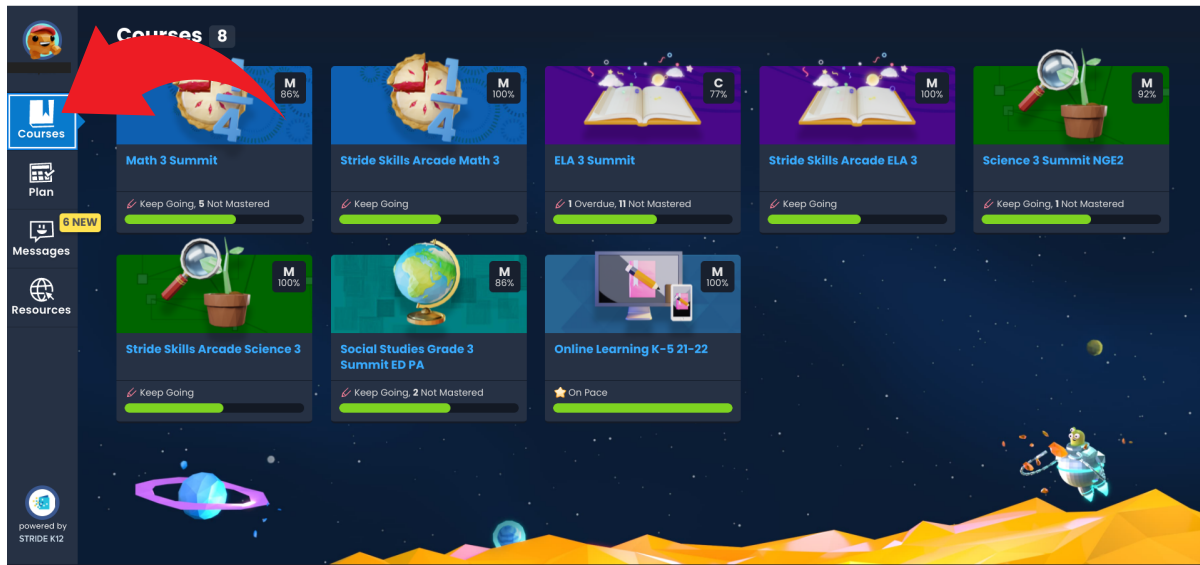 Courses 8
Courses
Plan
6 NEW
Messages
Resources
powered by
STRIDE K12
M
86%
Math 3 Summit
Keep Going, 5 Not Mastered
M
100%
Stride Skills Arcade Math 3
Keep Going
C
77%
ELA 3 Summit
1 Overdue, 11 Not Mastered
M
100%
Stride Skills Arcade ELA 3
Keep Going
M
92%
Science 3 Summit NGE2
Keep Going, 1 Not Mastered
M
100%
Stride Skills Arcade Science 3
Keep Going
M
86%
Social Studies Grade 3
Summit ED PA
Keep Going, 2 Not Mastered
M
100%
Online Learning K-5 21-22
On Pace